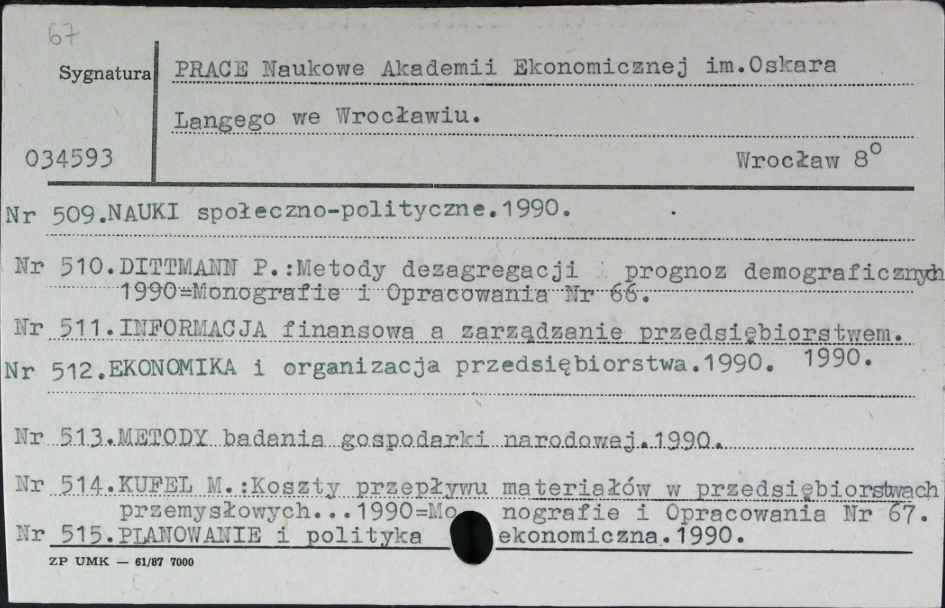 67
Sygnatura
PRACE Naukowe Akademii Ekonomicznej im.Oskara
Langego we Wrocławiu.
034593
Wrocław 8°
Nr 509.NAUKI społeczno-polityczne.1990.
Nr 510.DITTMANN P.:Metody dezagregacji prognoz demograficznych
1990=Monografie i Opracowania Nr 66.
Nr 511.INFORMACJA finansowa a zarządzanie przedsiębiorstwem.
1990.
Nr 512.EKONOMIKA i organizacja przedsiębiorstwa.1990.
Nr 513.METODY badania gospodarki narodowej.1990.
Nr 514.KUFEL M.:Koszty przepływu materiałów w przedsiębiorstwach
przemysłowych...1990=Monografie i Opracowania Nr 67.
Nr 515.PLANOWANIE i polityka ekonomiczna.1990.
ZP UMK — 61/87 7000